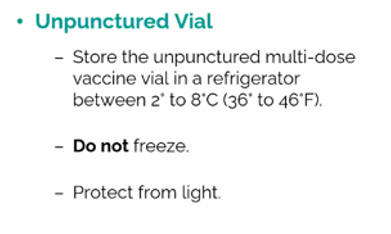 • Unpunctured Vial
– Store the unpunctured multi-dose
vaccine vial in a refrigerator
between 2° to 8°C (36° to 46°F).
– Do not freeze.
– Protect from light.